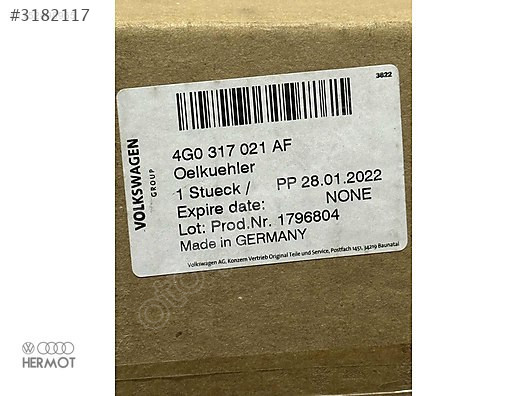 #3182117
3622
VOLKSWAGEN
GROUP
4G0 317 021 AF
Oelkuehler
1 Stueck / PP 28.01.2022
Expire date: NONE
Lot: Prod.Nr. 1796804
Made in GERMANY
Volkswagen AG, Konzern Vertrieb Original Teile und Service, Postfach 1451, 34219 Baunatal
HERMOT